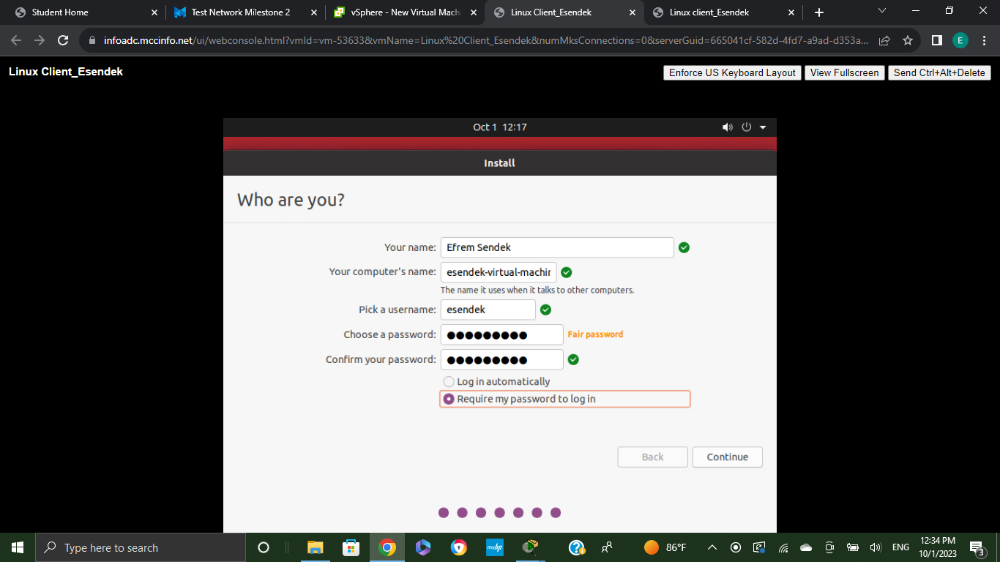 Student Home
Test Network Milestone 2
vSphere - New Virtual Machi
Linux Client_Esendek
Linux client_Esendek
infoadc.mccinfo.net/ui/webconsole.html?vmId=vm-53633&vmName=Linux%20Client_Esendek&numMksConnections=0&serverGuid=665041cf-582d-4fd7-a9ad-d353a...
E
Linux Client_Esendek
Enforce US Keyboard Layout
View Fullscreen
Send Ctrl+Alt+Delete
Oct 1 12:17
Install
Who are you?
Your name: Efrem Sendek
Your computer's name: esendek-virtual-machin
The name it uses when it talks to other computers.
Pick a username: esendek
Choose a password: ●●●●●●●●● Fair password
Confirm your password: ●●●●●●●●●
Log in automatically
Require my password to log in
Back
Continue
Type here to search
myhp
86°F
ENG
12:34 PM
10/1/2023
3